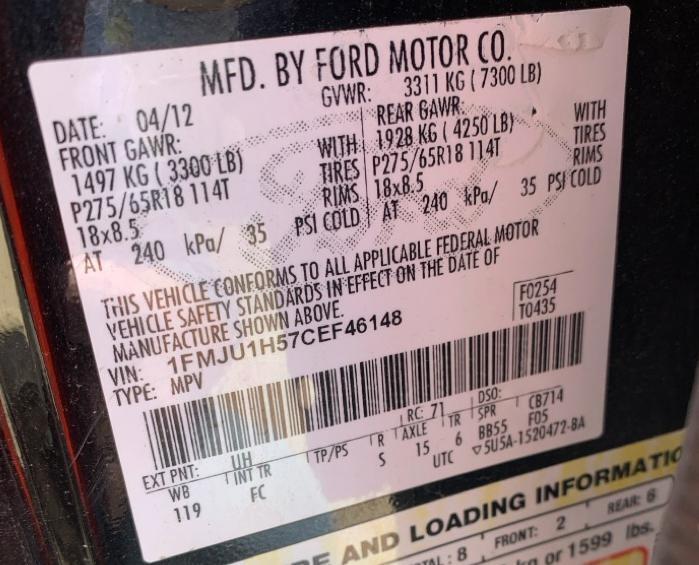 MFD. BY FORD MOTOR CO.
DATE: 04/12
GVWR: 3311 KG ( 7300 LB)
FRONT GAWR:
1497 KG ( 3300 LB)
WITH
P275/65R18 114T
TIRES
18x8.5
RIMS
AT 240 kPa/ 35 PSI COLD
REAR GAWR:
1928 KG ( 4250 LB)
WITH
P275/65R18 114T
TIRES
18x8.5
RIMS
AT 240 kPa/ 35 PSI COLD
THIS VEHICLE CONFORMS TO ALL APPLICABLE FEDERAL MOTOR
VEHICLE SAFETY STANDARDS IN EFFECT ON THE DATE OF
MANUFACTURE SHOWN ABOVE.
F0254
T0435
VIN: 1FMJU1H57CEF46148
TYPE: MPV
EXT PNT: UH RC: 71 DSO: CB714
WB INT TR TP/PS R AXLE TR SPR F05
119 FC S 15 6 BB55
UTC ▽5U5A-1520472-BA
AND LOADING INFORMATIO
: 8 FRONT: 2 REAR: 6
or 1599 lbs.